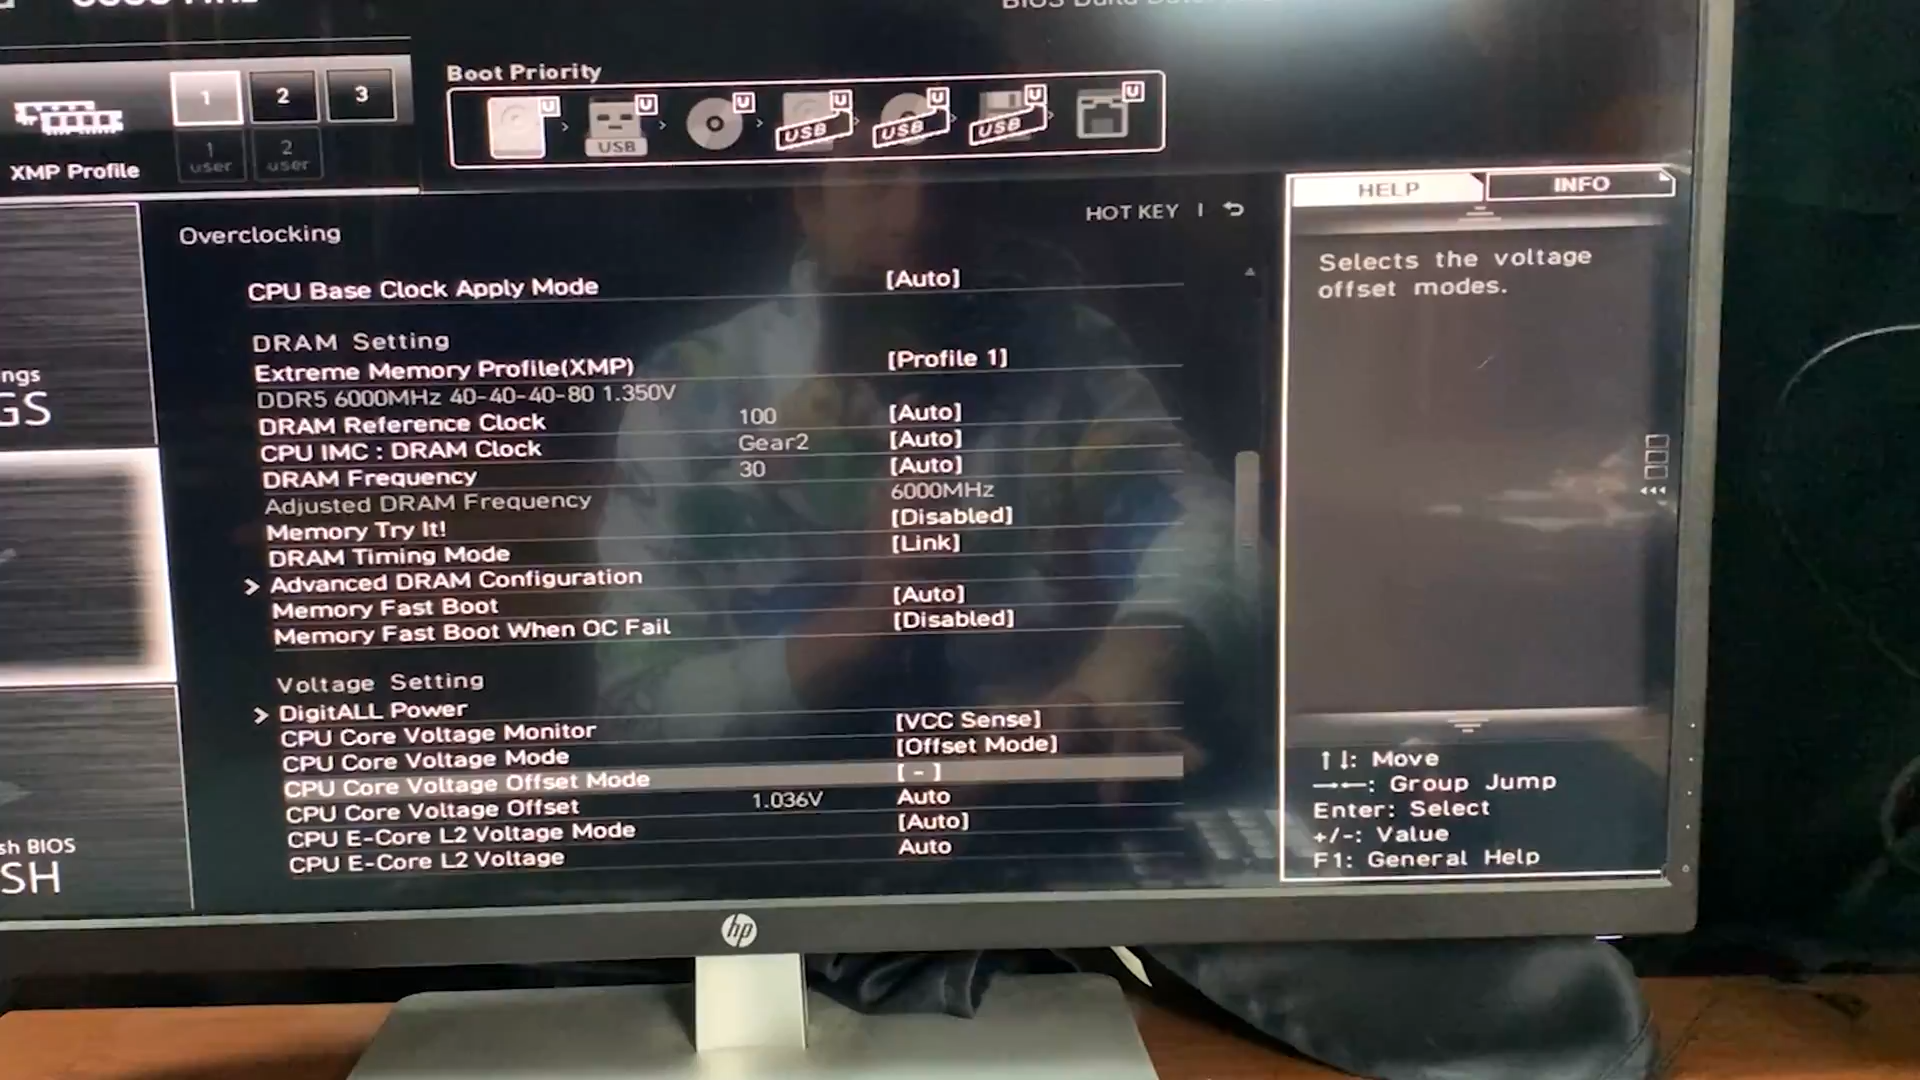 Boot Priority
1 2 3
1 user 2 user
XMP Profile
U U U U U U U
USB USB USB USB
HELP INFO
HOT KEY |
Overclocking
Selects the voltage
offset modes.
CPU Base Clock Apply Mode [Auto]
DRAM Setting
Extreme Memory Profile(XMP) [Profile 1]
DDR5 6000MHz 40-40-40-80 1.350V
DRAM Reference Clock 100 [Auto]
CPU IMC : DRAM Clock Gear2 [Auto]
DRAM Frequency 30 [Auto]
Adjusted DRAM Frequency 6000MHz
Memory Try It! [Disabled]
DRAM Timing Mode [Link]
> Advanced DRAM Configuration
Memory Fast Boot [Auto]
Memory Fast Boot When OC Fail [Disabled]
Voltage Setting
> DigitALL Power
CPU Core Voltage Monitor [VCC Sense]
CPU Core Voltage Mode [Offset Mode]
CPU Core Voltage Offset Mode [ - ]
CPU Core Voltage Offset 1.036V Auto
CPU E-Core L2 Voltage Mode [Auto]
CPU E-Core L2 Voltage Auto
↑↓: Move
→←: Group Jump
Enter: Select
+/-: Value
F1: General Help
ngs
GS
sh BIOS
SH
hp